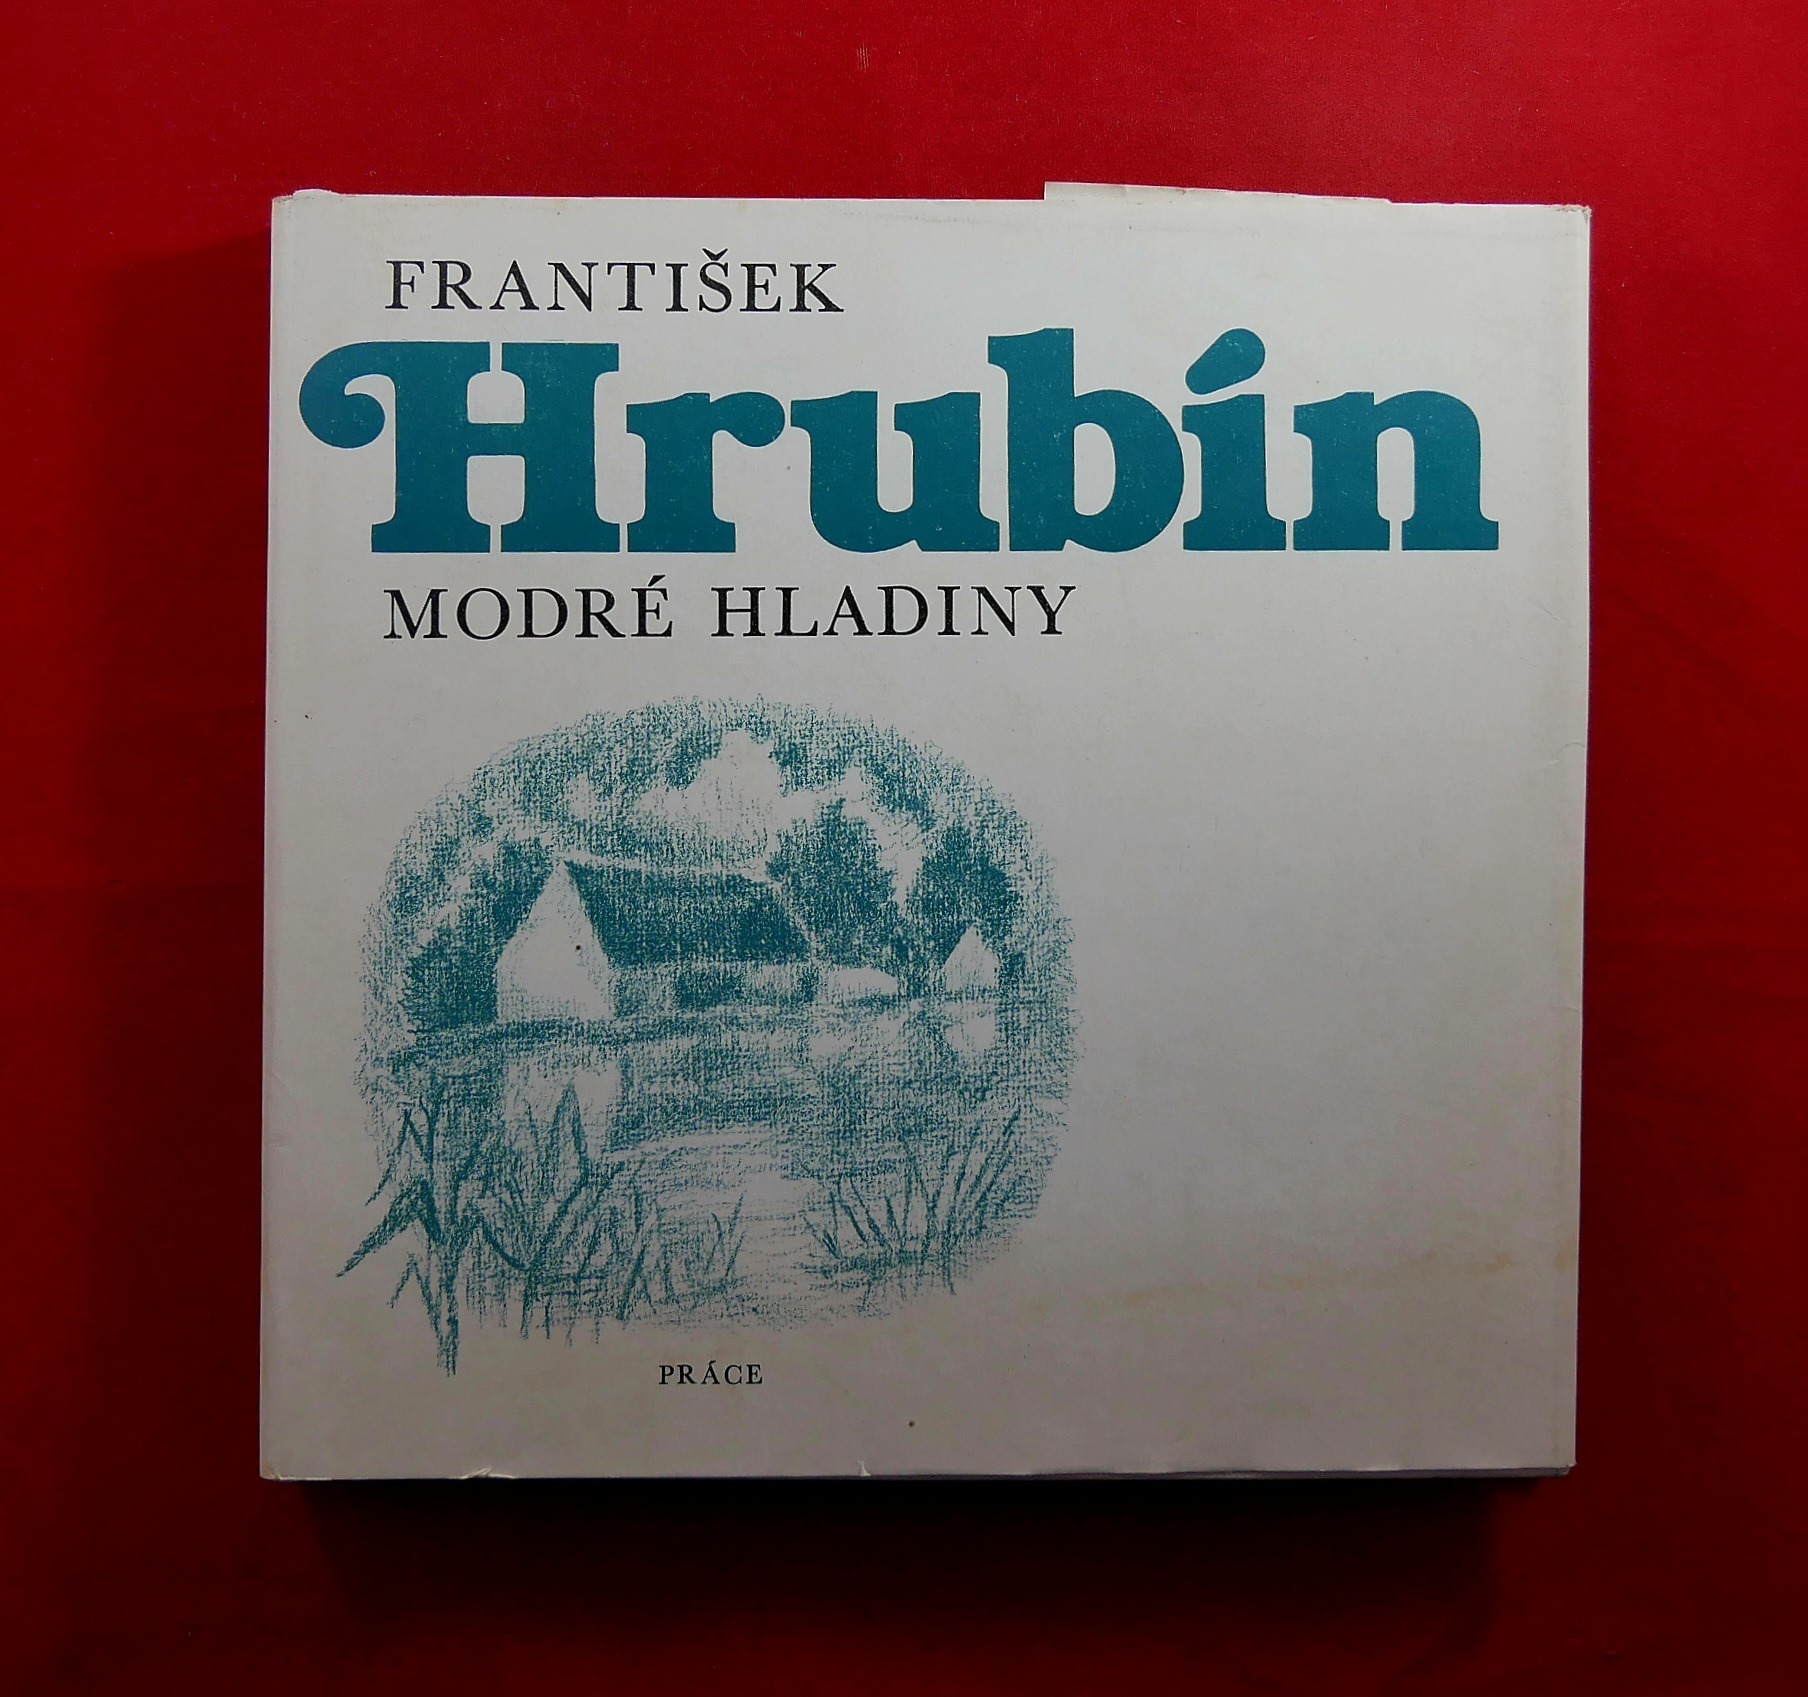 FRANTIŠEK
Hrubín
MODRÉ HLADINY
PRÁCE